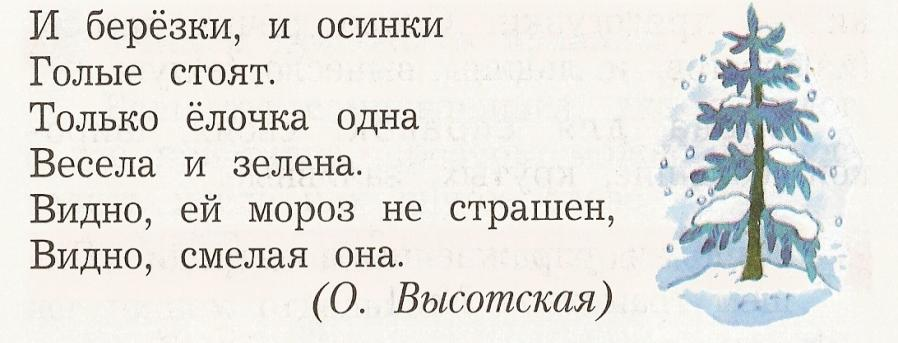 И берёзки, и осинки
Голые стоят.
Только ёлочка одна
Весела и зелена.
Видно, ей мороз не страшен,
Видно, смелая она.
(О. Высотская)